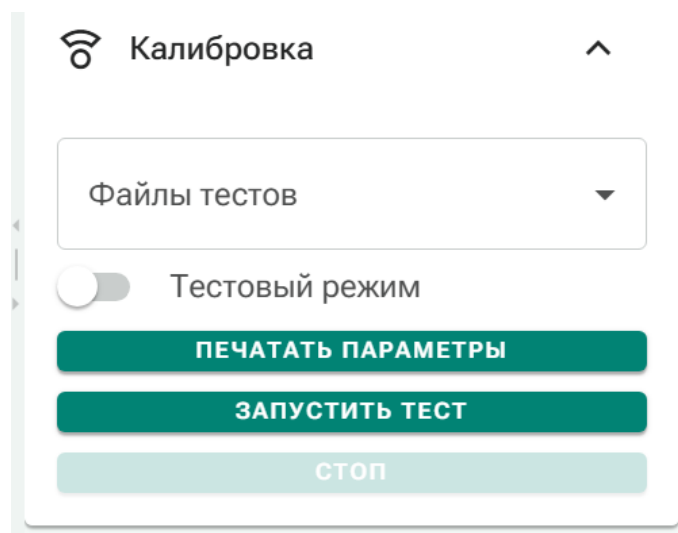 Калибровка
Файлы тестов
Тестовый режим
ПЕЧАТАТЬ ПАРАМЕТРЫ
ЗАПУСТИТЬ ТЕСТ
СТОП